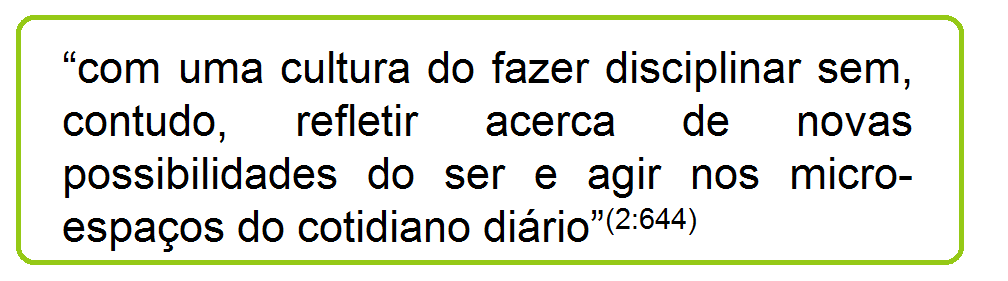 “com uma cultura do fazer disciplinar sem,
contudo, refletir acerca de novas
possibilidades do ser e agir nos micro-
espaços do cotidiano diário”(2:644)